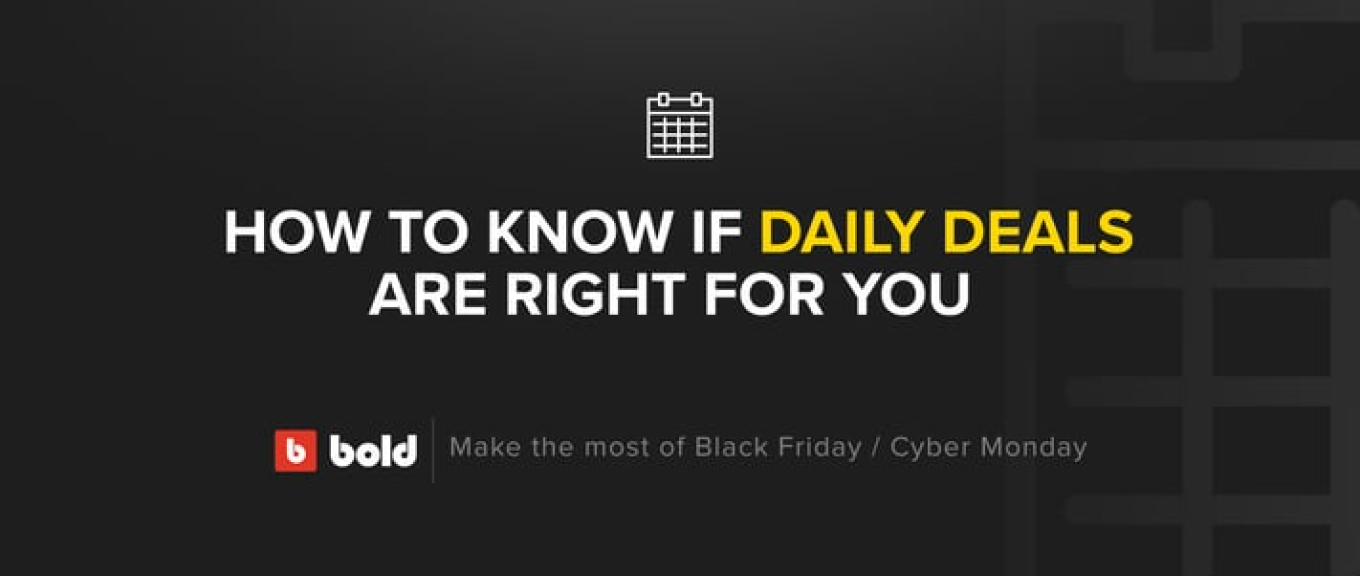 HOW TO KNOW IF DAILY DEALS
ARE RIGHT FOR YOU
b bold Make the most of Black Friday / Cyber Monday